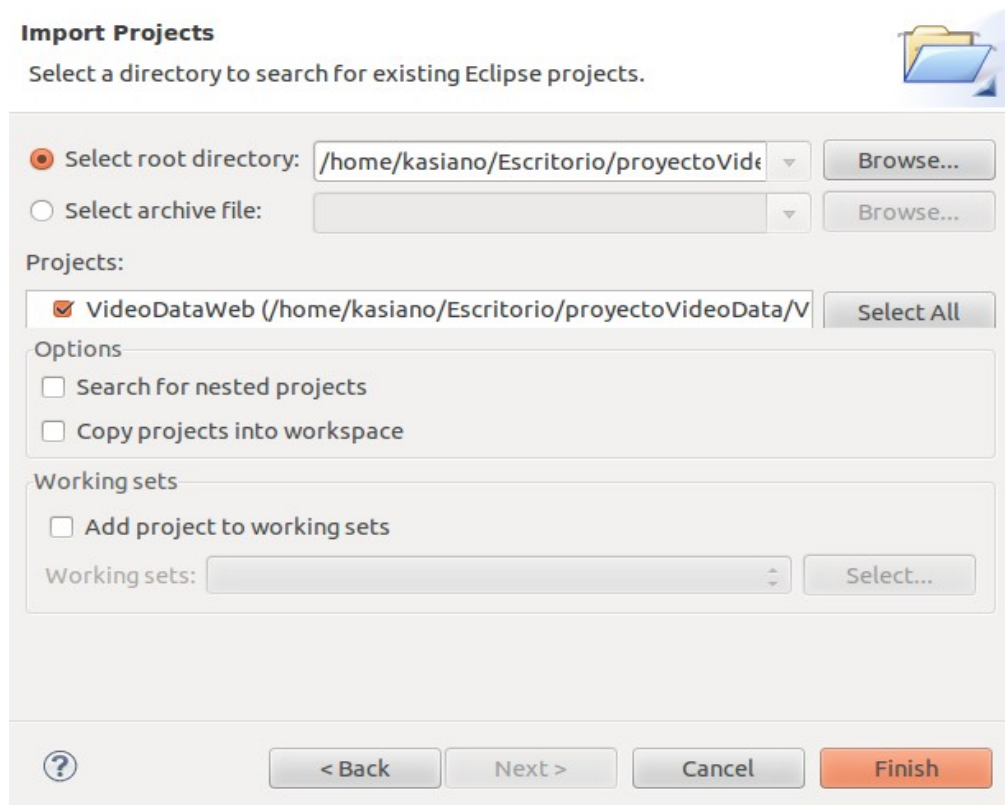 Import Projects
Select a directory to search for existing Eclipse projects.
Select root directory: /home/kasiano/Escritorio/proyectoVide Browse...
Select archive file: Browse...
Projects:
VideoDataWeb (/home/kasiano/Escritorio/proyectoVideoData/V Select All
Options
Search for nested projects
Copy projects into workspace
Working sets
Add project to working sets
Working sets: Select...
? < Back Next > Cancel Finish